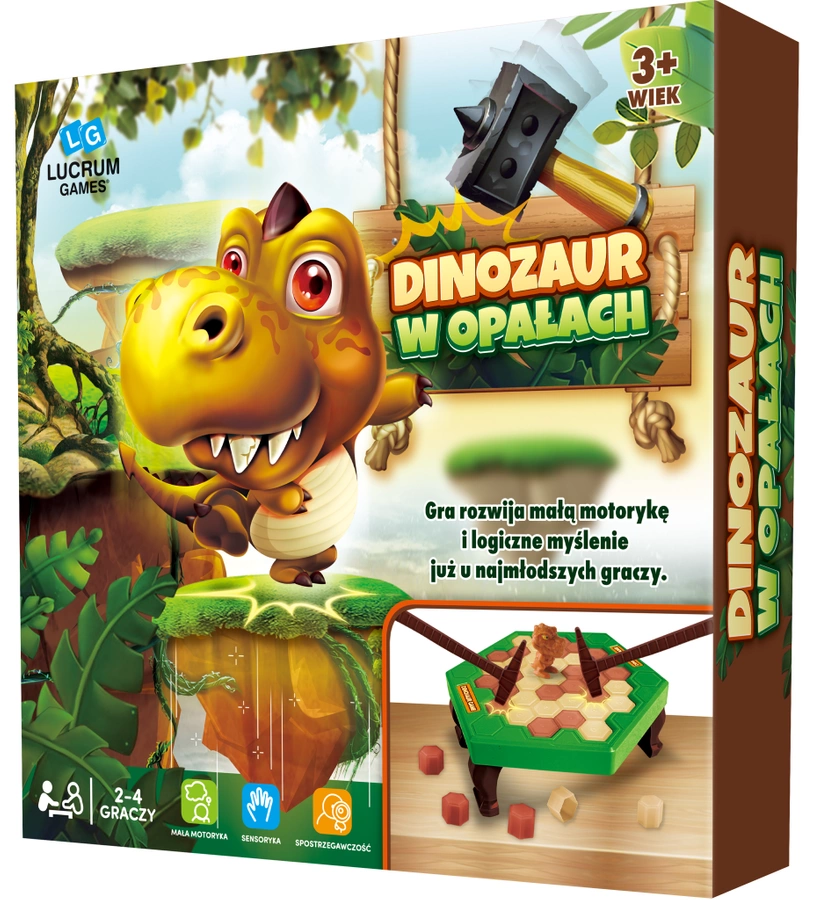 LG
LUCRUM
GAMES
3+
WIEK
DINOZAUR
W OPAŁACH
Gra rozwija małą motorykę
i logiczne myślenie
już u najmłodszych graczy.
2-4
GRACZY
MAŁA MOTORYKA
SENSORYKA
SPOSTRZEGAWCZOŚĆ
DINOZAUR
W OPAŁACH